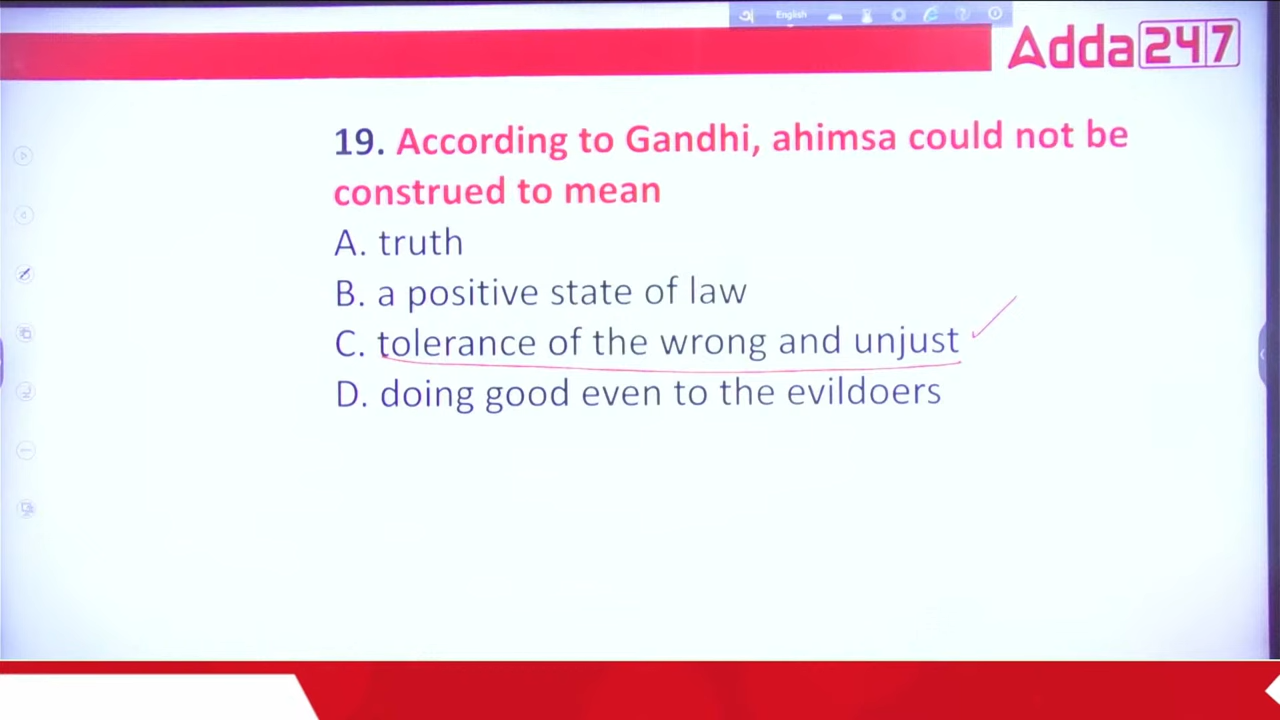 English
Adda247
19. According to Gandhi, ahimsa could not be
construed to mean
A. truth
B. a positive state of law
C. tolerance of the wrong and unjust
D. doing good even to the evildoers